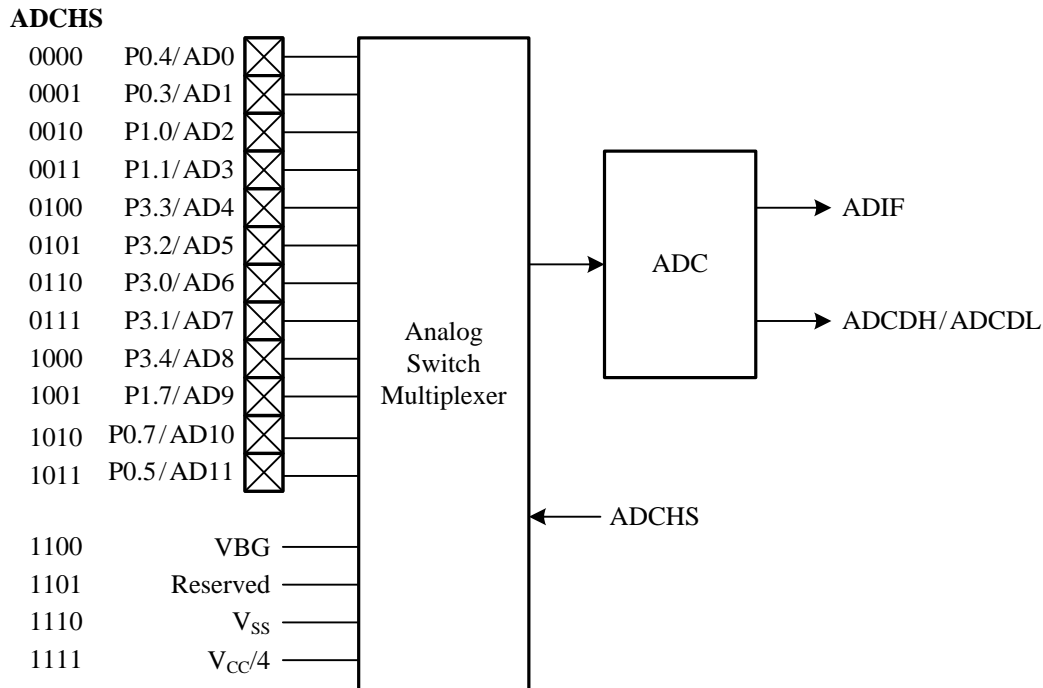 ADCHS
0000 P0.4/AD0
0001 P0.3/AD1
0010 P1.0/AD2
0011 P1.1/AD3
0100 P3.3/AD4
0101 P3.2/AD5
0110 P3.0/AD6
0111 P3.1/AD7
1000 P3.4/AD8
1001 P1.7/AD9
1010 P0.7/AD10
1011 P0.5/AD11
1100 VBG
1101 Reserved
1110 VSS
1111 VCC/4
Analog
Switch
Multiplexer
ADC
ADIF
ADCDH/ADCDL
ADCHS